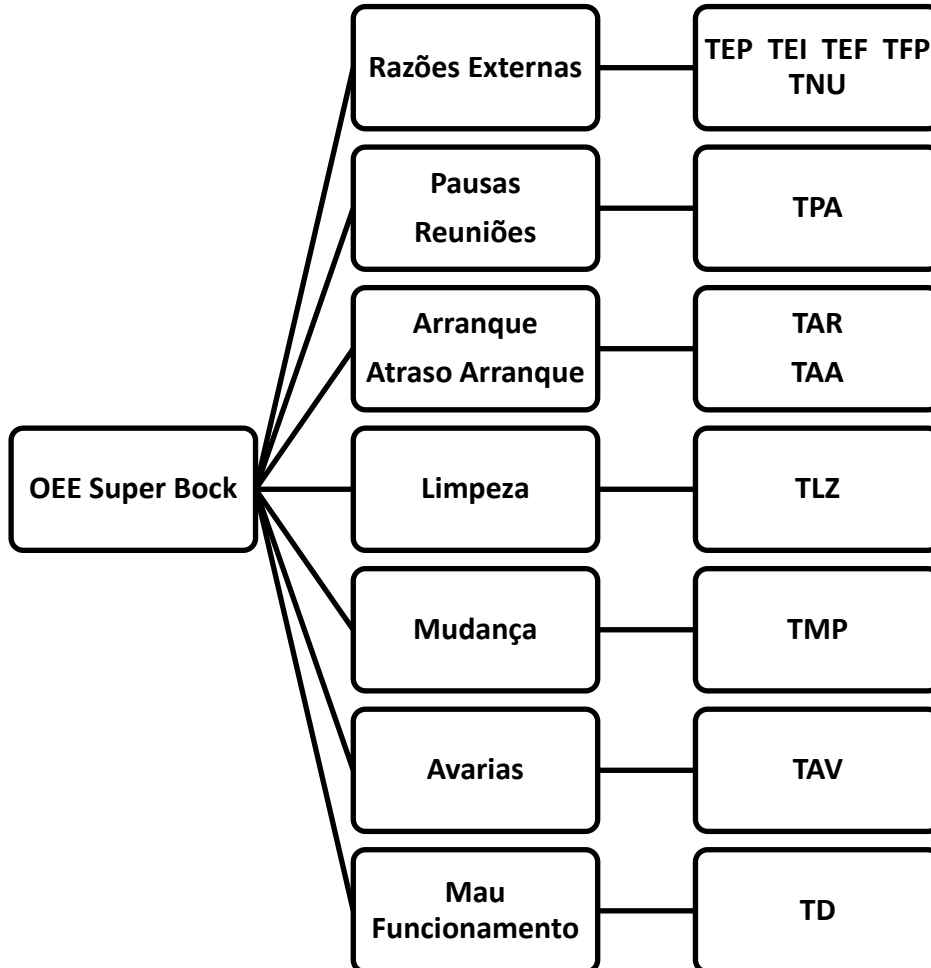 Razões Externas
TEP TEI TEF TFP
TNU
Pausas
Reuniões
TPA
Arranque
Atraso Arranque
TAR
TAA
OEE Super Bock
Limpeza
TLZ
Mudança
TMP
Avarias
TAV
Mau
Funcionamento
TD